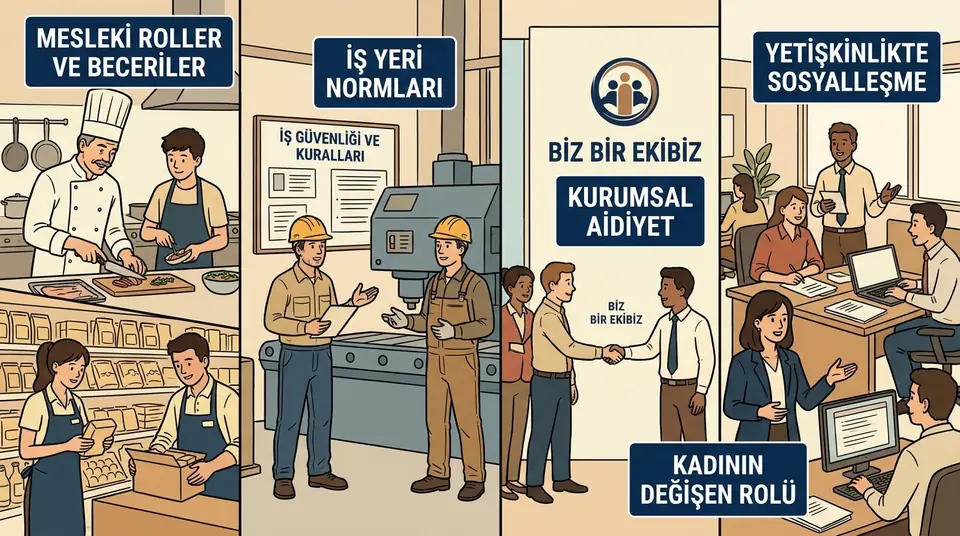 MESLEKİ ROLLER
VE BECERİLER
İŞ YERİ
NORMLARI
İŞ GÜVENLİĞİ VE
KURALLARI
BİZ BİR EKİBİZ
KURUMSAL
AİDİYET
BİZ
BİR EKİBİZ
YETİŞKİNLİKTE
SOSYALLEŞME
KADININ
DEĞİŞEN ROLÜ